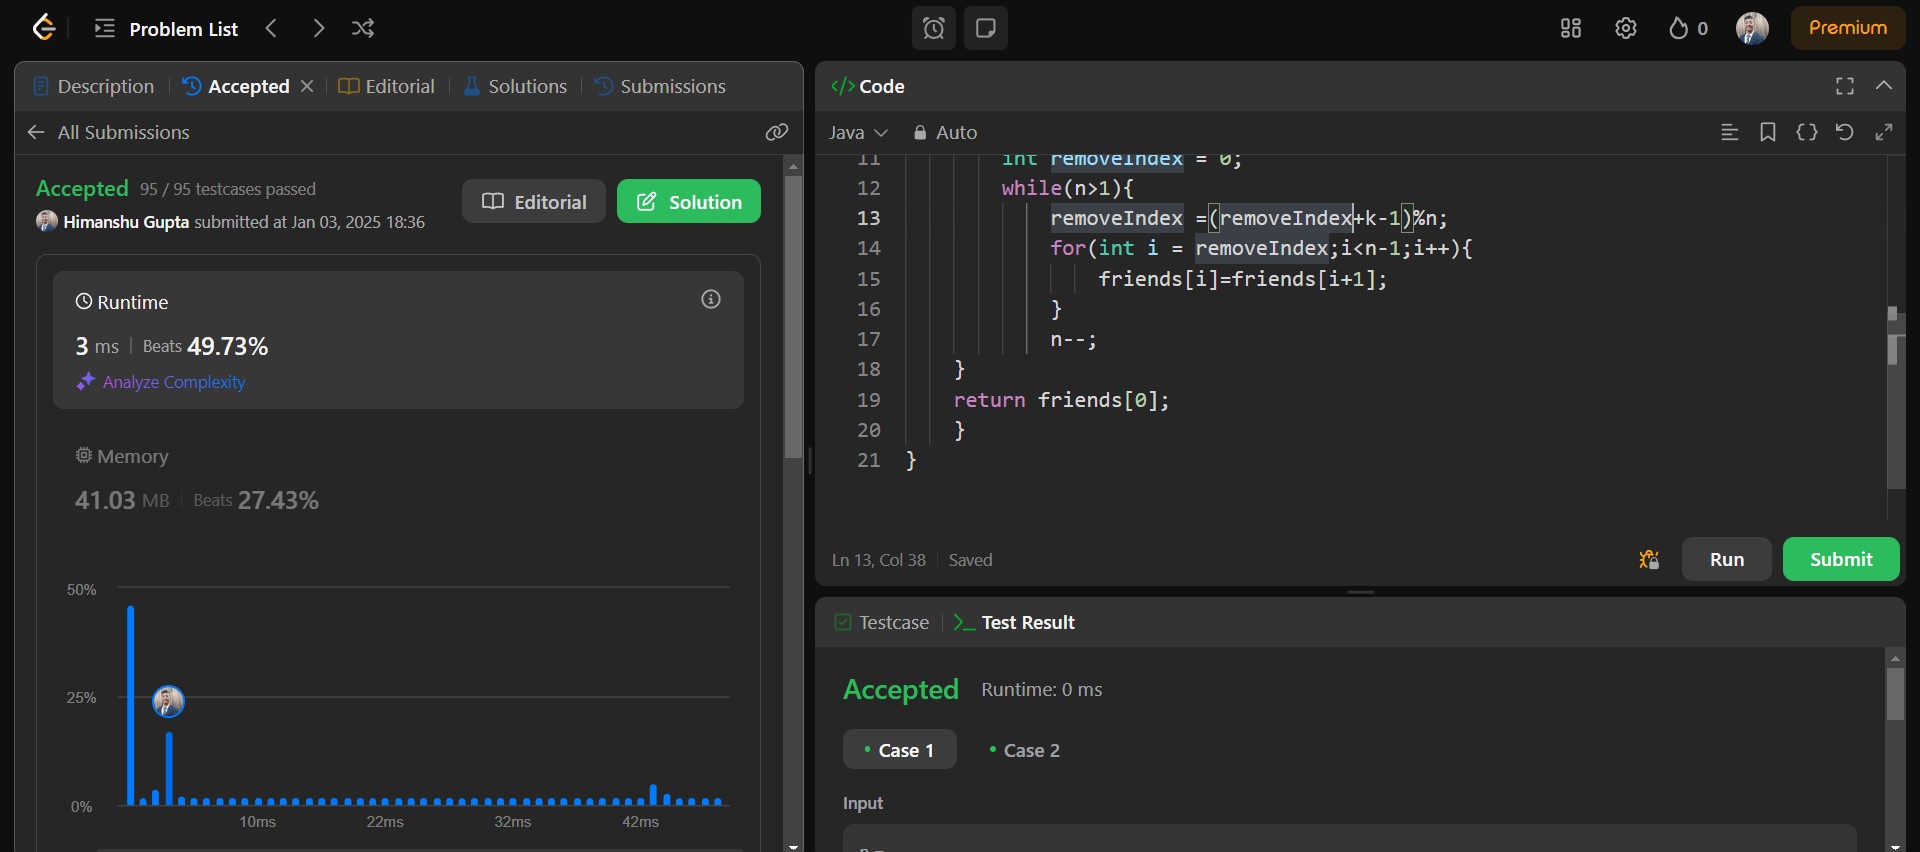 Problem List
0
Premium
Description
Accepted
Editorial
Solutions
Submissions
All Submissions
Accepted 95 / 95 testcases passed
Himanshu Gupta submitted at Jan 03, 2025 18:36
Editorial
Solution
Runtime
3 ms | Beats 49.73%
Analyze Complexity
Memory
41.03 MB | Beats 27.43%
50%
25%
0%
10ms
22ms
32ms
42ms
</> Code
Java
Auto
11 int removeIndex = 0;
12 while(n>1){
13 removeIndex =(removeIndex+k-1)%n;
14 for(int i = removeIndex;i<n-1;i++){
15 friends[i]=friends[i+1];
16 }
17 n--;
18 }
19 return friends[0];
20 }
21 }
Ln 13, Col 38 | Saved
Run
Submit
Testcase
>_ Test Result
Accepted Runtime: 0 ms
• Case 1
• Case 2
Input
n =